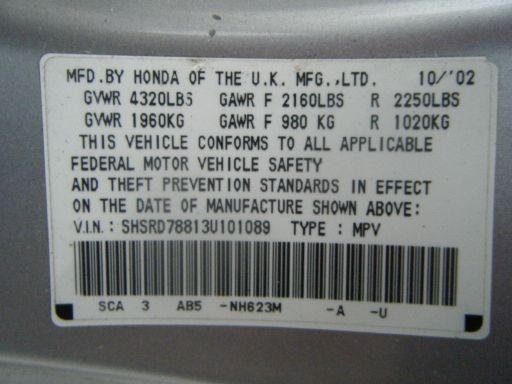 MFD.BY HONDA OF THE U.K. MFG.,LTD. 10/'02
GVWR 4320LBS GAWR F 2160LBS R 2250LBS
GVWR 1960KG GAWR F 980 KG R 1020KG
THIS VEHICLE CONFORMS TO ALL APPLICABLE
FEDERAL MOTOR VEHICLE SAFETY
AND THEFT PREVENTION STANDARDS IN EFFECT
ON THE DATE OF MANUFACTURE SHOWN ABOVE:
V.I.N.: SHSRD78813U101089 TYPE: MPV
SCA 3 AB5 -NH623M -A -U